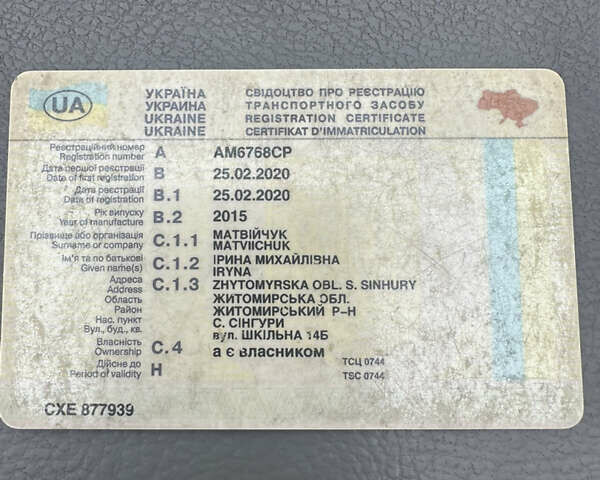 UA
УКРАЇНА СВІДОЦТВО ПРО РЕЄСТРАЦІЮ
УКРАИНА ТРАНСПОРТНОГО ЗАСОБУ
UKRAINE REGISTRATION CERTIFICATE
UKRAINE CERTIFIKAT D'IMMATRICULATION
Реєстраційний номер
Registration number A AM6768CP
Дата першої реєстрації
Date of first registration B 25.02.2020
Дата реєстрації
Date of registration B.1 25.02.2020
Рік випуску
Year of manufacture B.2 2015
Прізвище або організація
Surname or company C.1.1 МАТВІЙЧУК
MATVIICHUK
Ім'я та по батькові
Given name(s) C.1.2 ІРИНА МИХАЙЛІВНА
IRYNA
Адреса
Address C.1.3 ZHYTOMYRSKA OBL. S. SINHURY
Область ЖИТОМИРСЬКА ОБЛ.
Район ЖИТОМИРСЬКИЙ Р-Н
Нас. пункт С. СІНГУРИ
Вул., буд., кв. вул. ШКІЛЬНА 14Б
Власність
Ownership C.4 а є власником
Дійсне до
Period of validity H
ТСЦ 0744
TSC 0744
CXE 877939